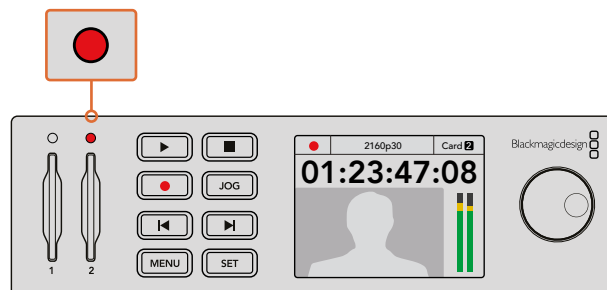 2160p30 Card 2
01:23:47:08
Blackmagicdesign
JOG
MENU SET
1 2